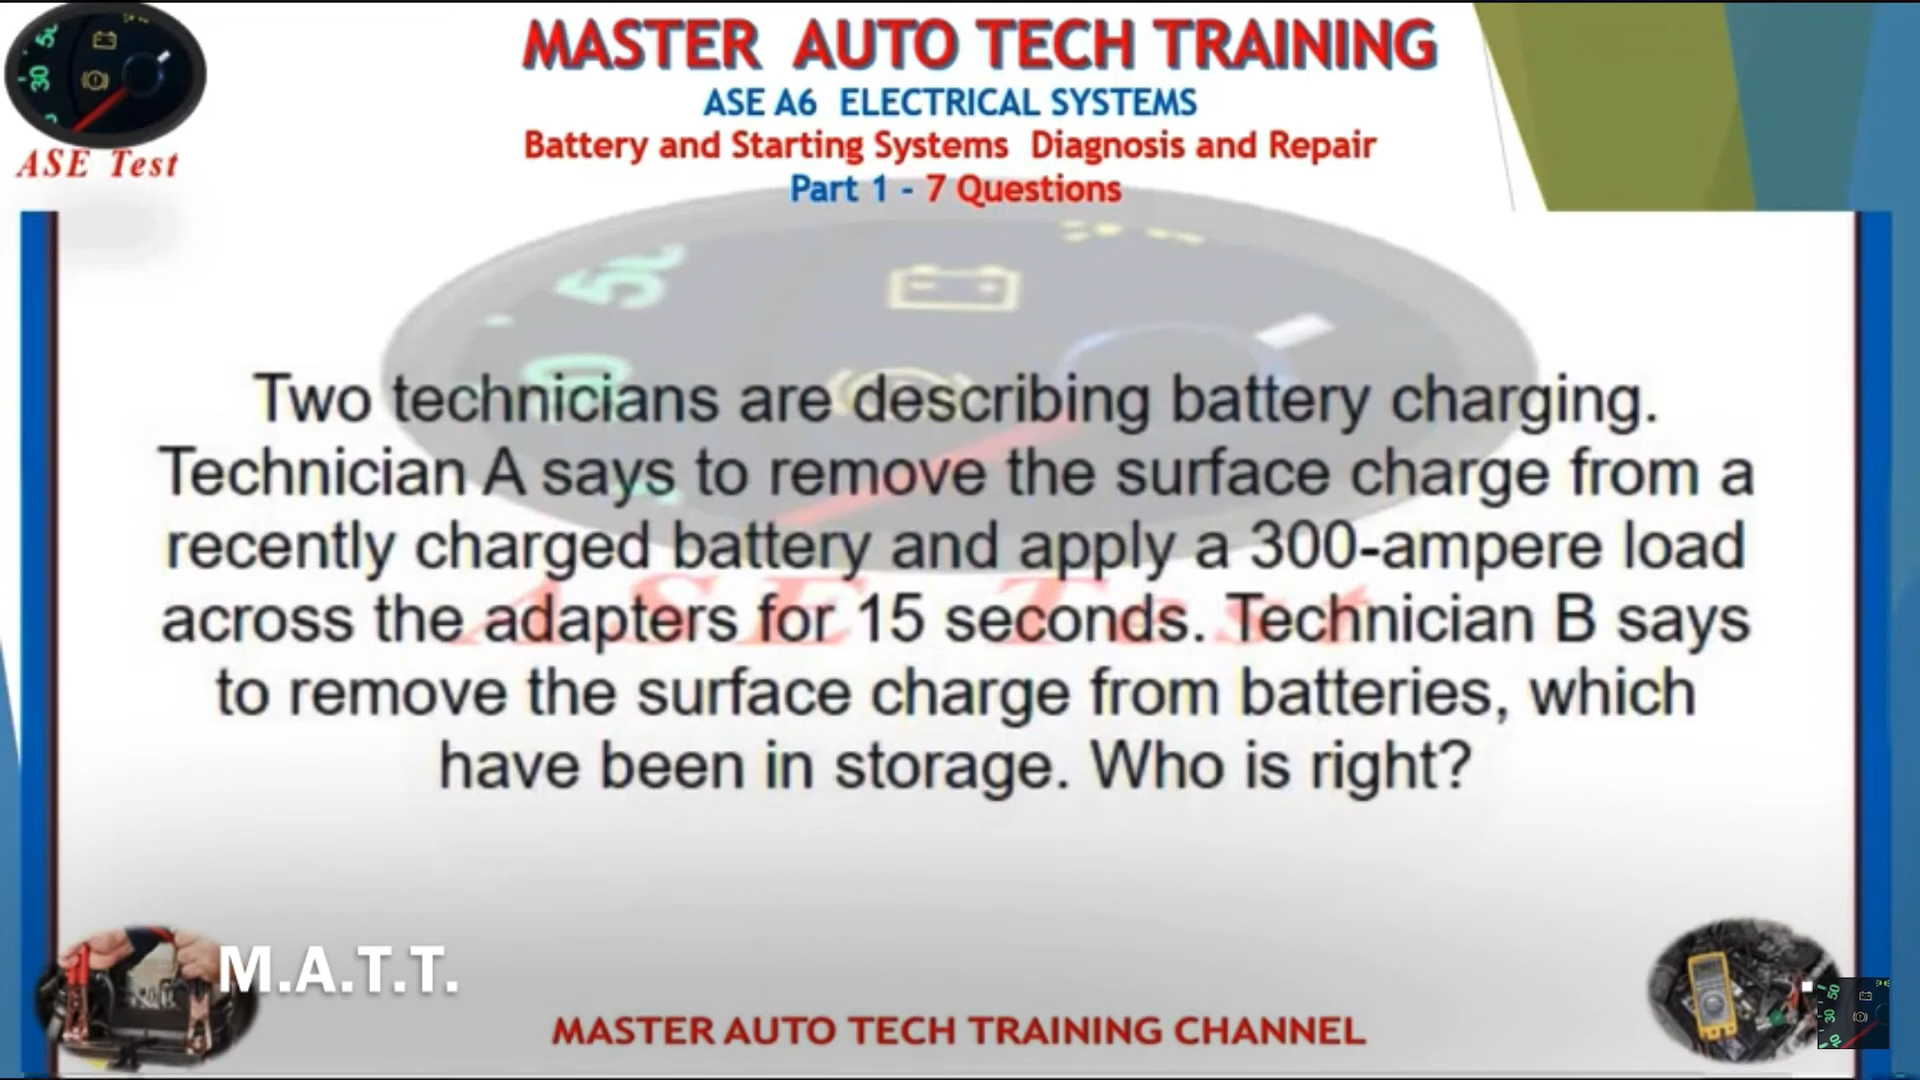 MASTER AUTO TECH TRAINING
ASE A6 ELECTRICAL SYSTEMS
Battery and Starting Systems Diagnosis and Repair
Part 1 - 7 Questions
ASE Test
Two technicians are describing battery charging.
Technician A says to remove the surface charge from a
recently charged battery and apply a 300-ampere load
across the adapters for 15 seconds. Technician B says
to remove the surface charge from batteries, which
have been in storage. Who is right?
M.A.T.T.
MASTER AUTO TECH TRAINING CHANNEL